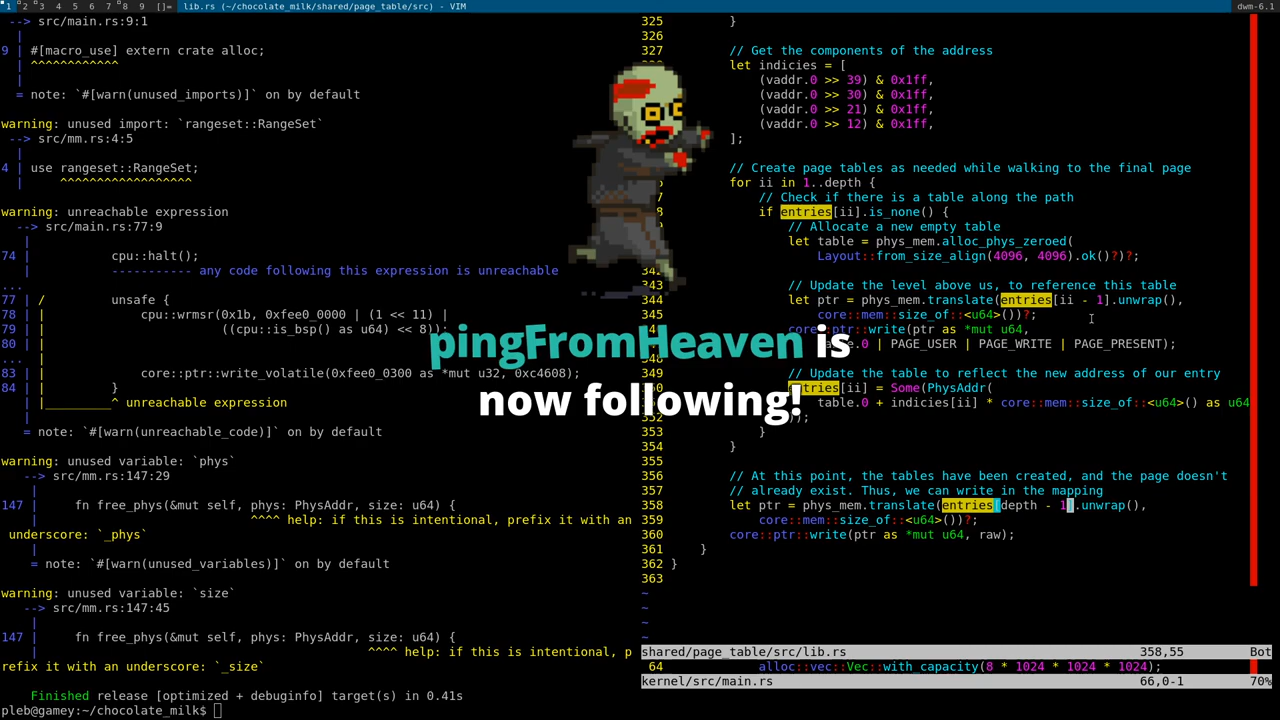 1 2 3 4 5 6 7 8 9 []= lib.rs (~/chocolate_milk/shared/page_table/src) - VIM dwm-6.1
--> src/main.rs:9:1
|
9 | #[macro_use] extern crate alloc;
| ^^^^^^^^^^^^
|
= note: `#[warn(unused_imports)]` on by default
warning: unused import: `rangeset::RangeSet`
--> src/mm.rs:4:5
|
4 | use rangeset::RangeSet;
| ^^^^^^^^^^^^^^^^^^
warning: unreachable expression
--> src/main.rs:77:9
|
74 | cpu::halt();
| ----------- any code following this expression is unreachable
...
77 | / unsafe {
78 | | cpu::wrmsr(0x1b, 0xfee0_0000 | (1 << 11) |
79 | | ((cpu::is_bsp() as u64) << 8));
80 | |
... |
83 | | core::ptr::write_volatile(0xfee0_0300 as *mut u32, 0xc4608);
84 | | }
| |_________^ unreachable expression
|
= note: `#[warn(unreachable_code)]` on by default
warning: unused variable: `phys`
--> src/mm.rs:147:29
|
147 | fn free_phys(&mut self, phys: PhysAddr, size: u64) {
| ^^^^ help: if this is intentional, prefix it with an
underscore: `_phys`
|
= note: `#[warn(unused_variables)]` on by default
warning: unused variable: `size`
--> src/mm.rs:147:45
|
147 | fn free_phys(&mut self, phys: PhysAddr, size: u64) {
| ^^^^ help: if this is intentional, p
refix it with an underscore: `_size`
Finished release [optimized + debuginfo] target(s) in 0.41s
pleb@gamey:~/chocolate_milk$
325 }
326
327 // Get the components of the address
let indicies = [
(vaddr.0 >> 39) & 0x1ff,
(vaddr.0 >> 30) & 0x1ff,
(vaddr.0 >> 21) & 0x1ff,
(vaddr.0 >> 12) & 0x1ff,
];
// Create page tables as needed while walking to the final page
for ii in 1..depth {
// Check if there is a table along the path
if entries[ii].is_none() {
// Allocate a new empty table
let table = phys_mem.alloc_phys_zeroed(
Layout::from_size_align(4096, 4096).ok()?)?;
342
343 // Update the level above us, to reference this table
344 let ptr = phys_mem.translate(entries[ii - 1].unwrap(),
345 core::mem::size_of::<u64>())?;
core::ptr::write(ptr as *mut u64,
table.0 | PAGE_USER | PAGE_WRITE | PAGE_PRESENT);
349 // Update the table to reflect the new address of our entry
entries[ii] = Some(PhysAddr(
table.0 + indicies[ii] * core::mem::size_of::<u64>() as u64
));
353 }
354 }
355
356 // At this point, the tables have been created, and the page doesn't
357 // already exist. Thus, we can write in the mapping
358 let ptr = phys_mem.translate(entries[depth - 1].unwrap(),
359 core::mem::size_of::<u64>())?;
360 core::ptr::write(ptr as *mut u64, raw);
361 }
362 }
363
~
~
~
~
shared/page_table/src/lib.rs 358,55 Bot
64 alloc::vec::Vec::with_capacity(8 * 1024 * 1024 * 1024);
kernel/src/main.rs 66,0-1 70%
pingFromHeaven is
now following!